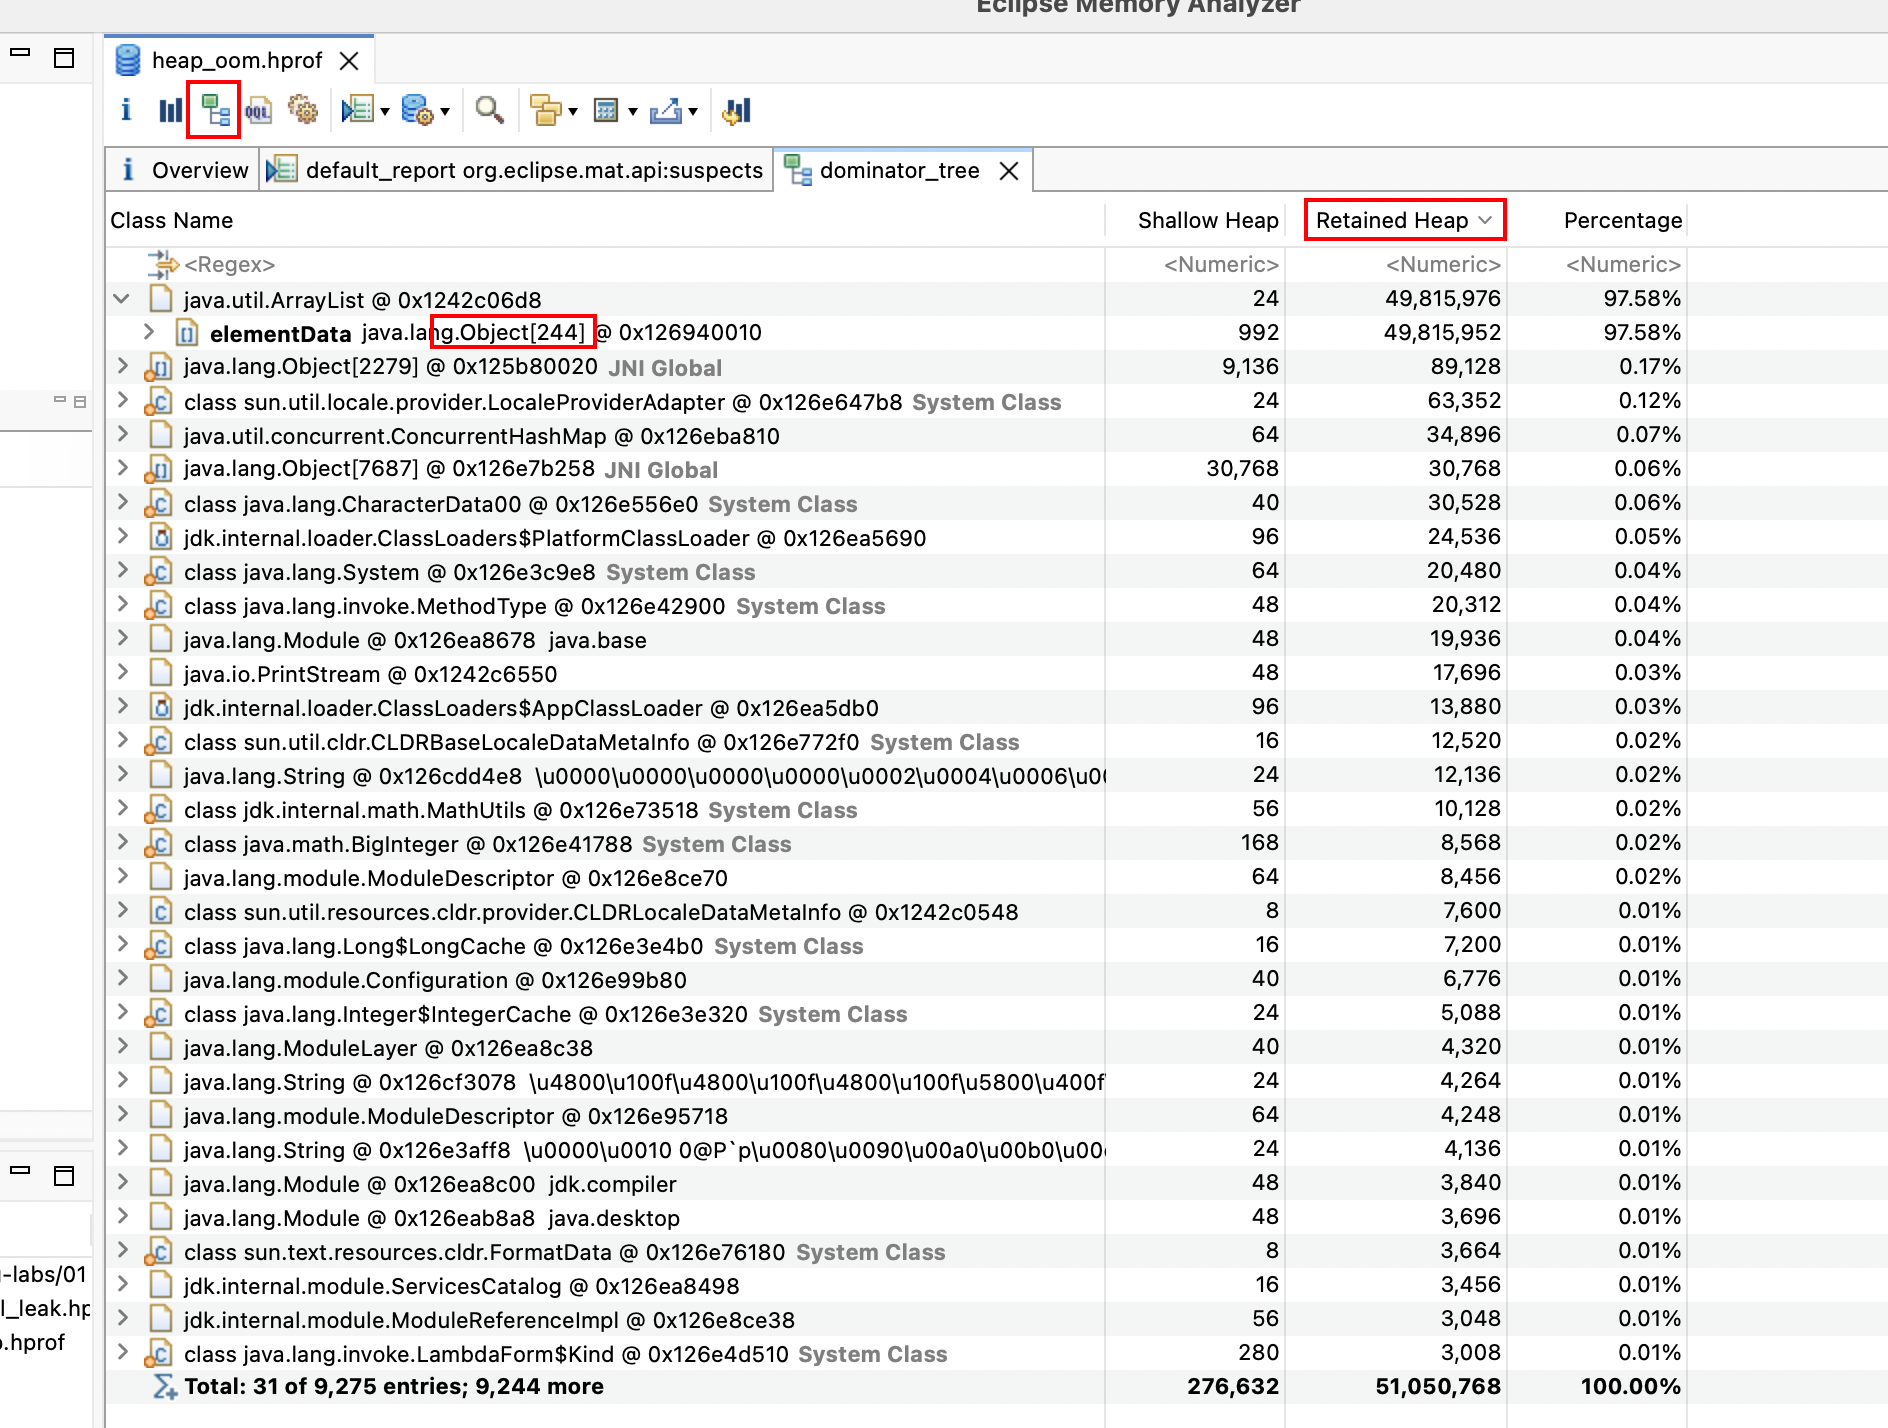 Eclipse Memory Analyzer
heap_oom.hprof
i OQL
i Overview default_report org.eclipse.mat.api:suspects dominator_tree
Class Name Shallow Heap Retained Heap Percentage
<Regex> <Numeric> <Numeric> <Numeric>
java.util.ArrayList @ 0x1242c06d8 24 49,815,976 97.58%
elementData java.lang.Object[244] @ 0x126940010 992 49,815,952 97.58%
java.lang.Object[2279] @ 0x125b80020 JNI Global 9,136 89,128 0.17%
class sun.util.locale.provider.LocaleProviderAdapter @ 0x126e647b8 System Class 24 63,352 0.12%
java.util.concurrent.ConcurrentHashMap @ 0x126eba810 64 34,896 0.07%
java.lang.Object[7687] @ 0x126e7b258 JNI Global 30,768 30,768 0.06%
class java.lang.CharacterData00 @ 0x126e556e0 System Class 40 30,528 0.06%
jdk.internal.loader.ClassLoaders$PlatformClassLoader @ 0x126ea5690 96 24,536 0.05%
class java.lang.System @ 0x126e3c9e8 System Class 64 20,480 0.04%
class java.lang.invoke.MethodType @ 0x126e42900 System Class 48 20,312 0.04%
java.lang.Module @ 0x126ea8678 java.base 48 19,936 0.04%
java.io.PrintStream @ 0x1242c6550 48 17,696 0.03%
jdk.internal.loader.ClassLoaders$AppClassLoader @ 0x126ea5db0 96 13,880 0.03%
class sun.util.cldr.CLDRBaseLocaleDataMetaInfo @ 0x126e772f0 System Class 16 12,520 0.02%
java.lang.String @ 0x126cdd4e8 \u0000\u0000\u0000\u0000\u0002\u0004\u0006\u00 24 12,136 0.02%
class jdk.internal.math.MathUtils @ 0x126e73518 System Class 56 10,128 0.02%
class java.math.BigInteger @ 0x126e41788 System Class 168 8,568 0.02%
java.lang.module.ModuleDescriptor @ 0x126e8ce70 64 8,456 0.02%
class sun.util.resources.cldr.provider.CLDRLocaleDataMetaInfo @ 0x1242c0548 8 7,600 0.01%
class java.lang.Long$LongCache @ 0x126e3e4b0 System Class 16 7,200 0.01%
java.lang.module.Configuration @ 0x126e99b80 40 6,776 0.01%
class java.lang.Integer$IntegerCache @ 0x126e3e320 System Class 24 5,088 0.01%
java.lang.ModuleLayer @ 0x126ea8c38 40 4,320 0.01%
java.lang.String @ 0x126cf3078 \u4800\u100f\u4800\u100f\u4800\u100f\u5800\u400f 24 4,264 0.01%
java.lang.module.ModuleDescriptor @ 0x126e95718 64 4,248 0.01%
java.lang.String @ 0x126e3aff8 \u0000\u0010 0@P`p\u0080\u0090\u00a0\u00b0\u00 24 4,136 0.01%
java.lang.Module @ 0x126ea8c00 jdk.compiler 48 3,840 0.01%
java.lang.Module @ 0x126eab8a8 java.desktop 48 3,696 0.01%
class sun.text.resources.cldr.FormatData @ 0x126e76180 System Class 8 3,664 0.01%
jdk.internal.module.ServicesCatalog @ 0x126ea8498 16 3,456 0.01%
jdk.internal.module.ModuleReferenceImpl @ 0x126e8ce38 56 3,048 0.01%
class java.lang.invoke.LambdaForm$Kind @ 0x126e4d510 System Class 280 3,008 0.01%
Total: 31 of 9,275 entries; 9,244 more 276,632 51,050,768 100.00%
-labs/01
l_leak.hp
.hprof